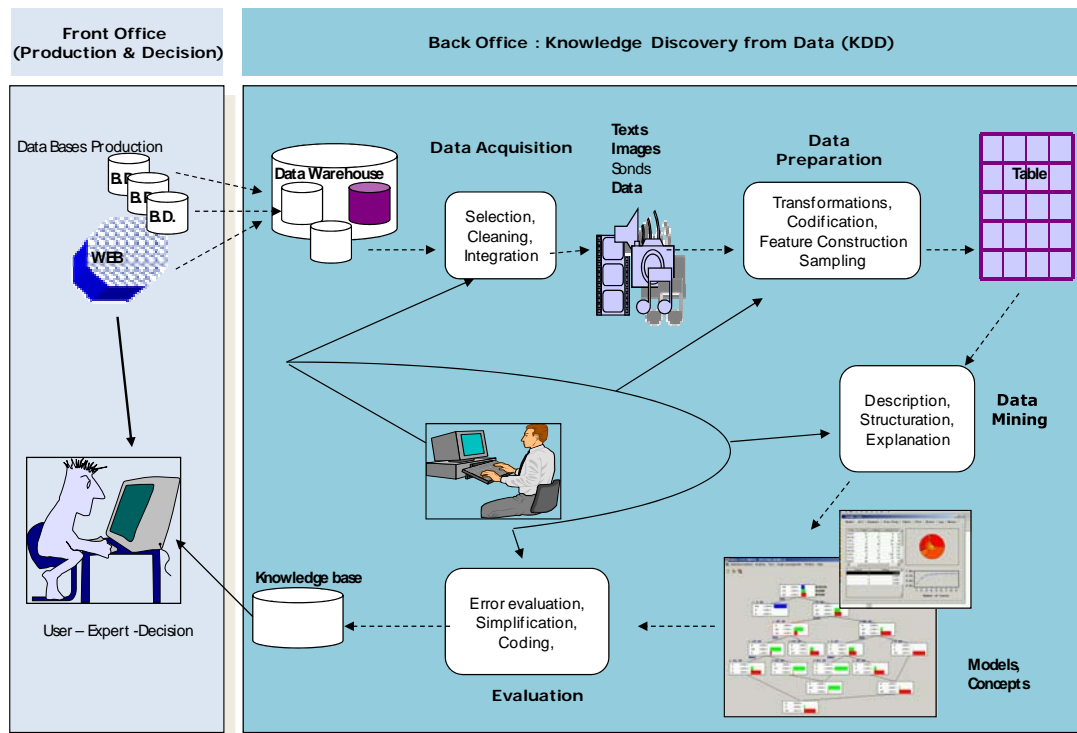 Front Office
(Production & Decision)
Back Office : Knowledge Discovery from Data (KDD)
Data Bases Production
B.D.
WEB
User – Expert -Decision
Data Warehouse
Data Acquisition
Selection,
Cleaning,
Integration
Texts
Images
Sonds
Data
Data
Preparation
Transformations,
Codification,
Feature Construction
Sampling
Table
Description,
Structuration,
Explanation
Data
Mining
Models,
Concepts
Error evaluation,
Simplification,
Coding,
Evaluation
Knowledge base